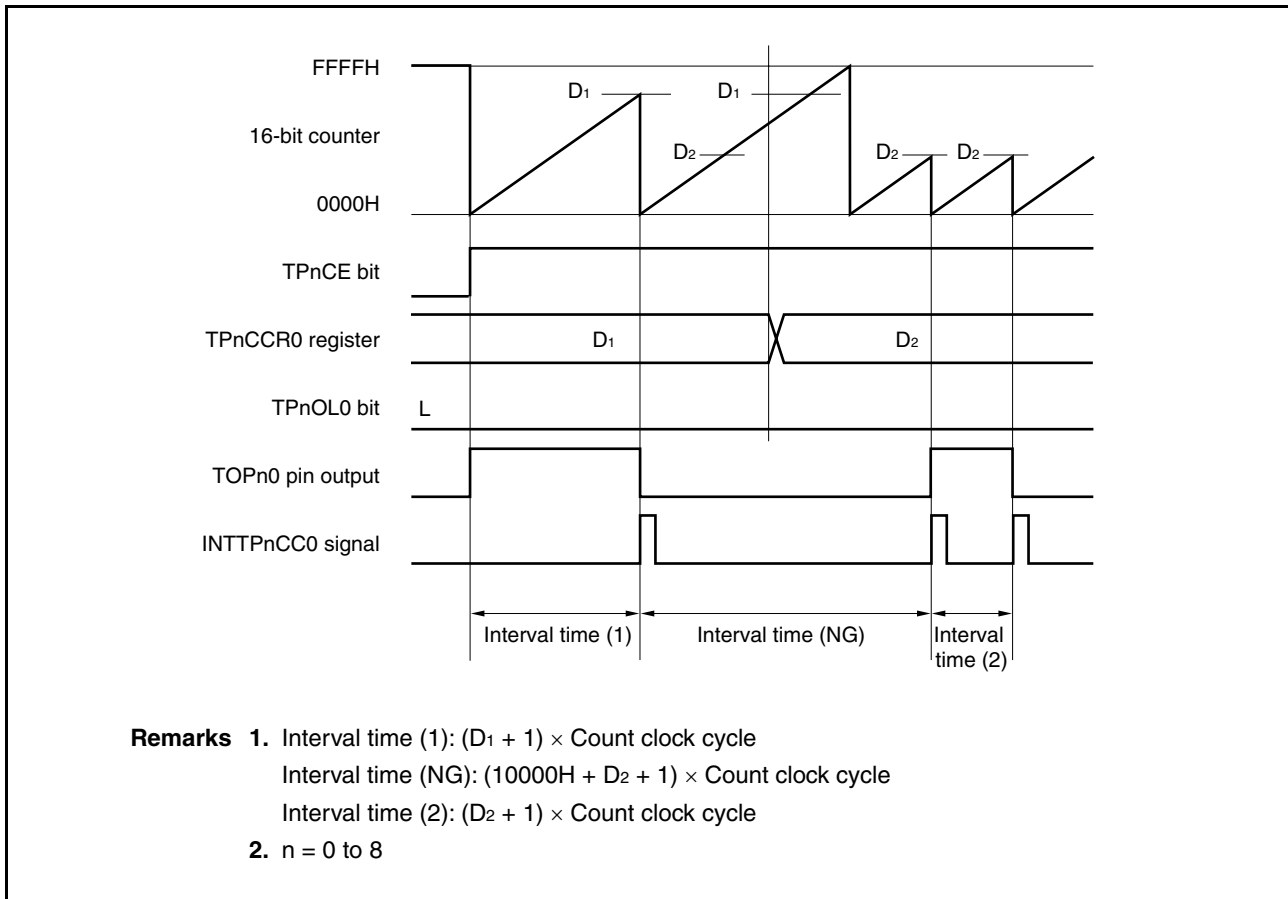 FFFFH
D1
D1
16-bit counter
D2
D2
D2
0000H
TPnCE bit
TPnCCR0 register
D1
D2
TPnOL0 bit
L
TOPn0 pin output
INTTPnCC0 signal
Interval time (1)
Interval time (NG)
Interval
time (2)
Remarks 1. Interval time (1): (D1 + 1) × Count clock cycle
Interval time (NG): (10000H + D2 + 1) × Count clock cycle
Interval time (2): (D2 + 1) × Count clock cycle
2. n = 0 to 8